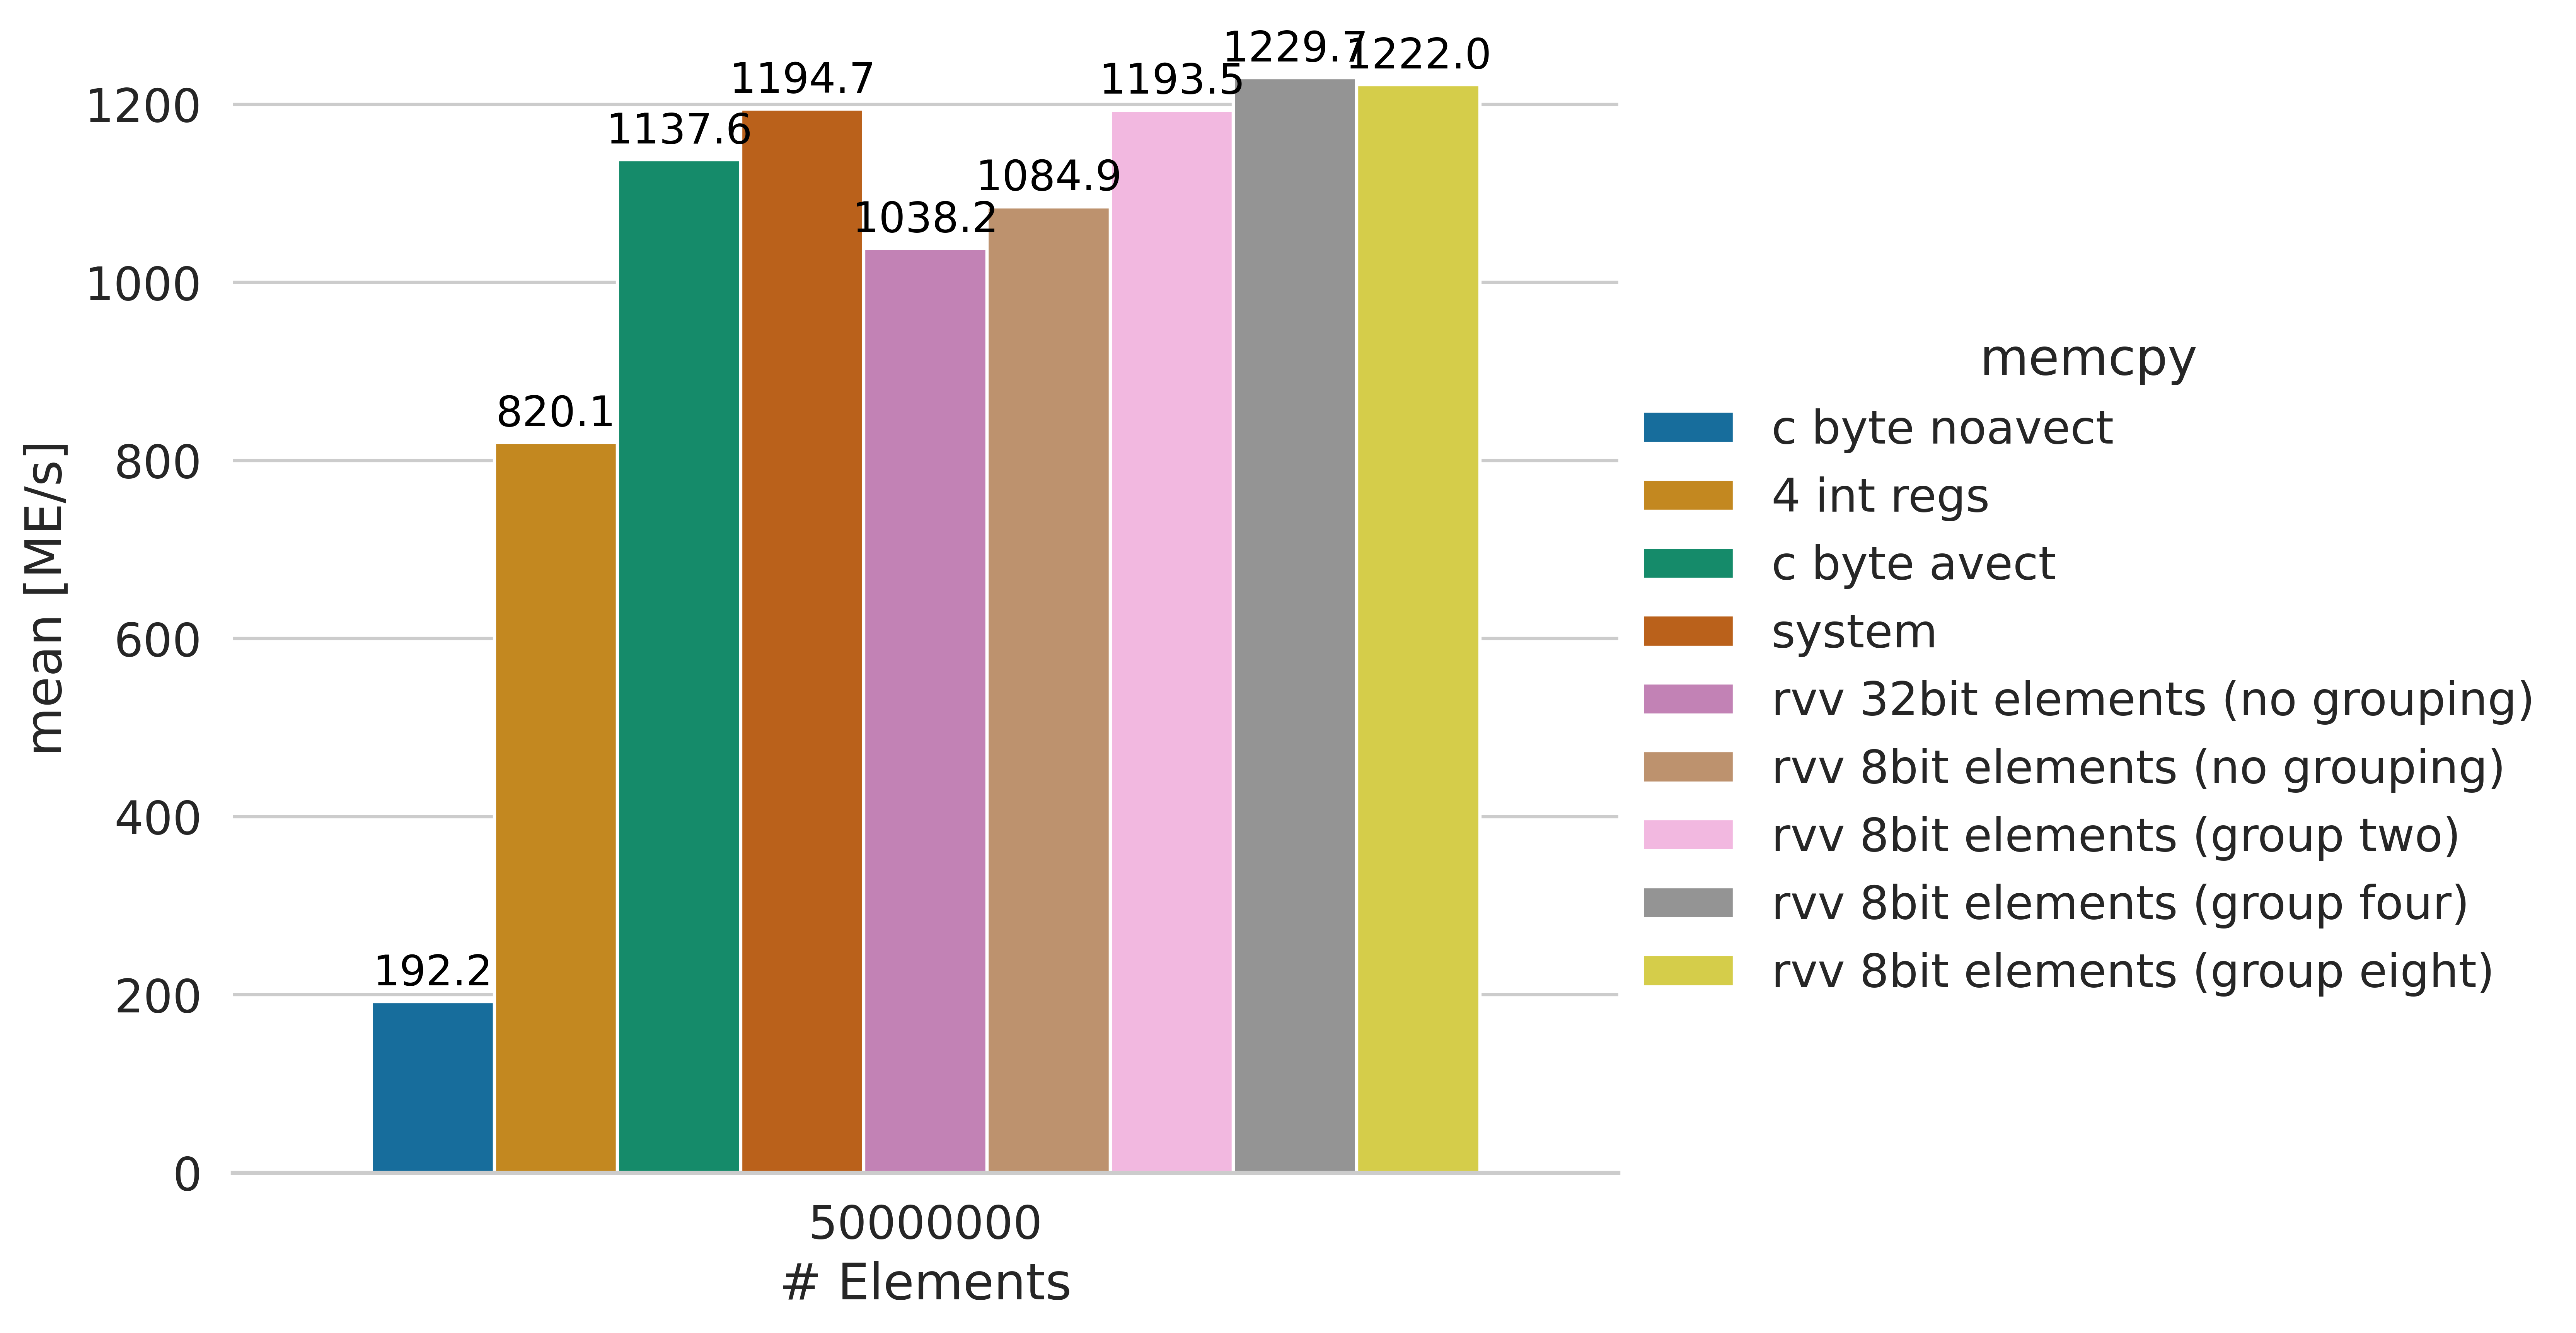 1229.7
1222.0
1194.7
1193.5
1137.6
1084.9
1038.2
820.1
192.2
1200
1000
800
600
400
200
0
mean [ME/s]
50000000
# Elements
memcpy
c byte noavect
4 int regs
c byte avect
system
rvv 32bit elements (no grouping)
rvv 8bit elements (no grouping)
rvv 8bit elements (group two)
rvv 8bit elements (group four)
rvv 8bit elements (group eight)